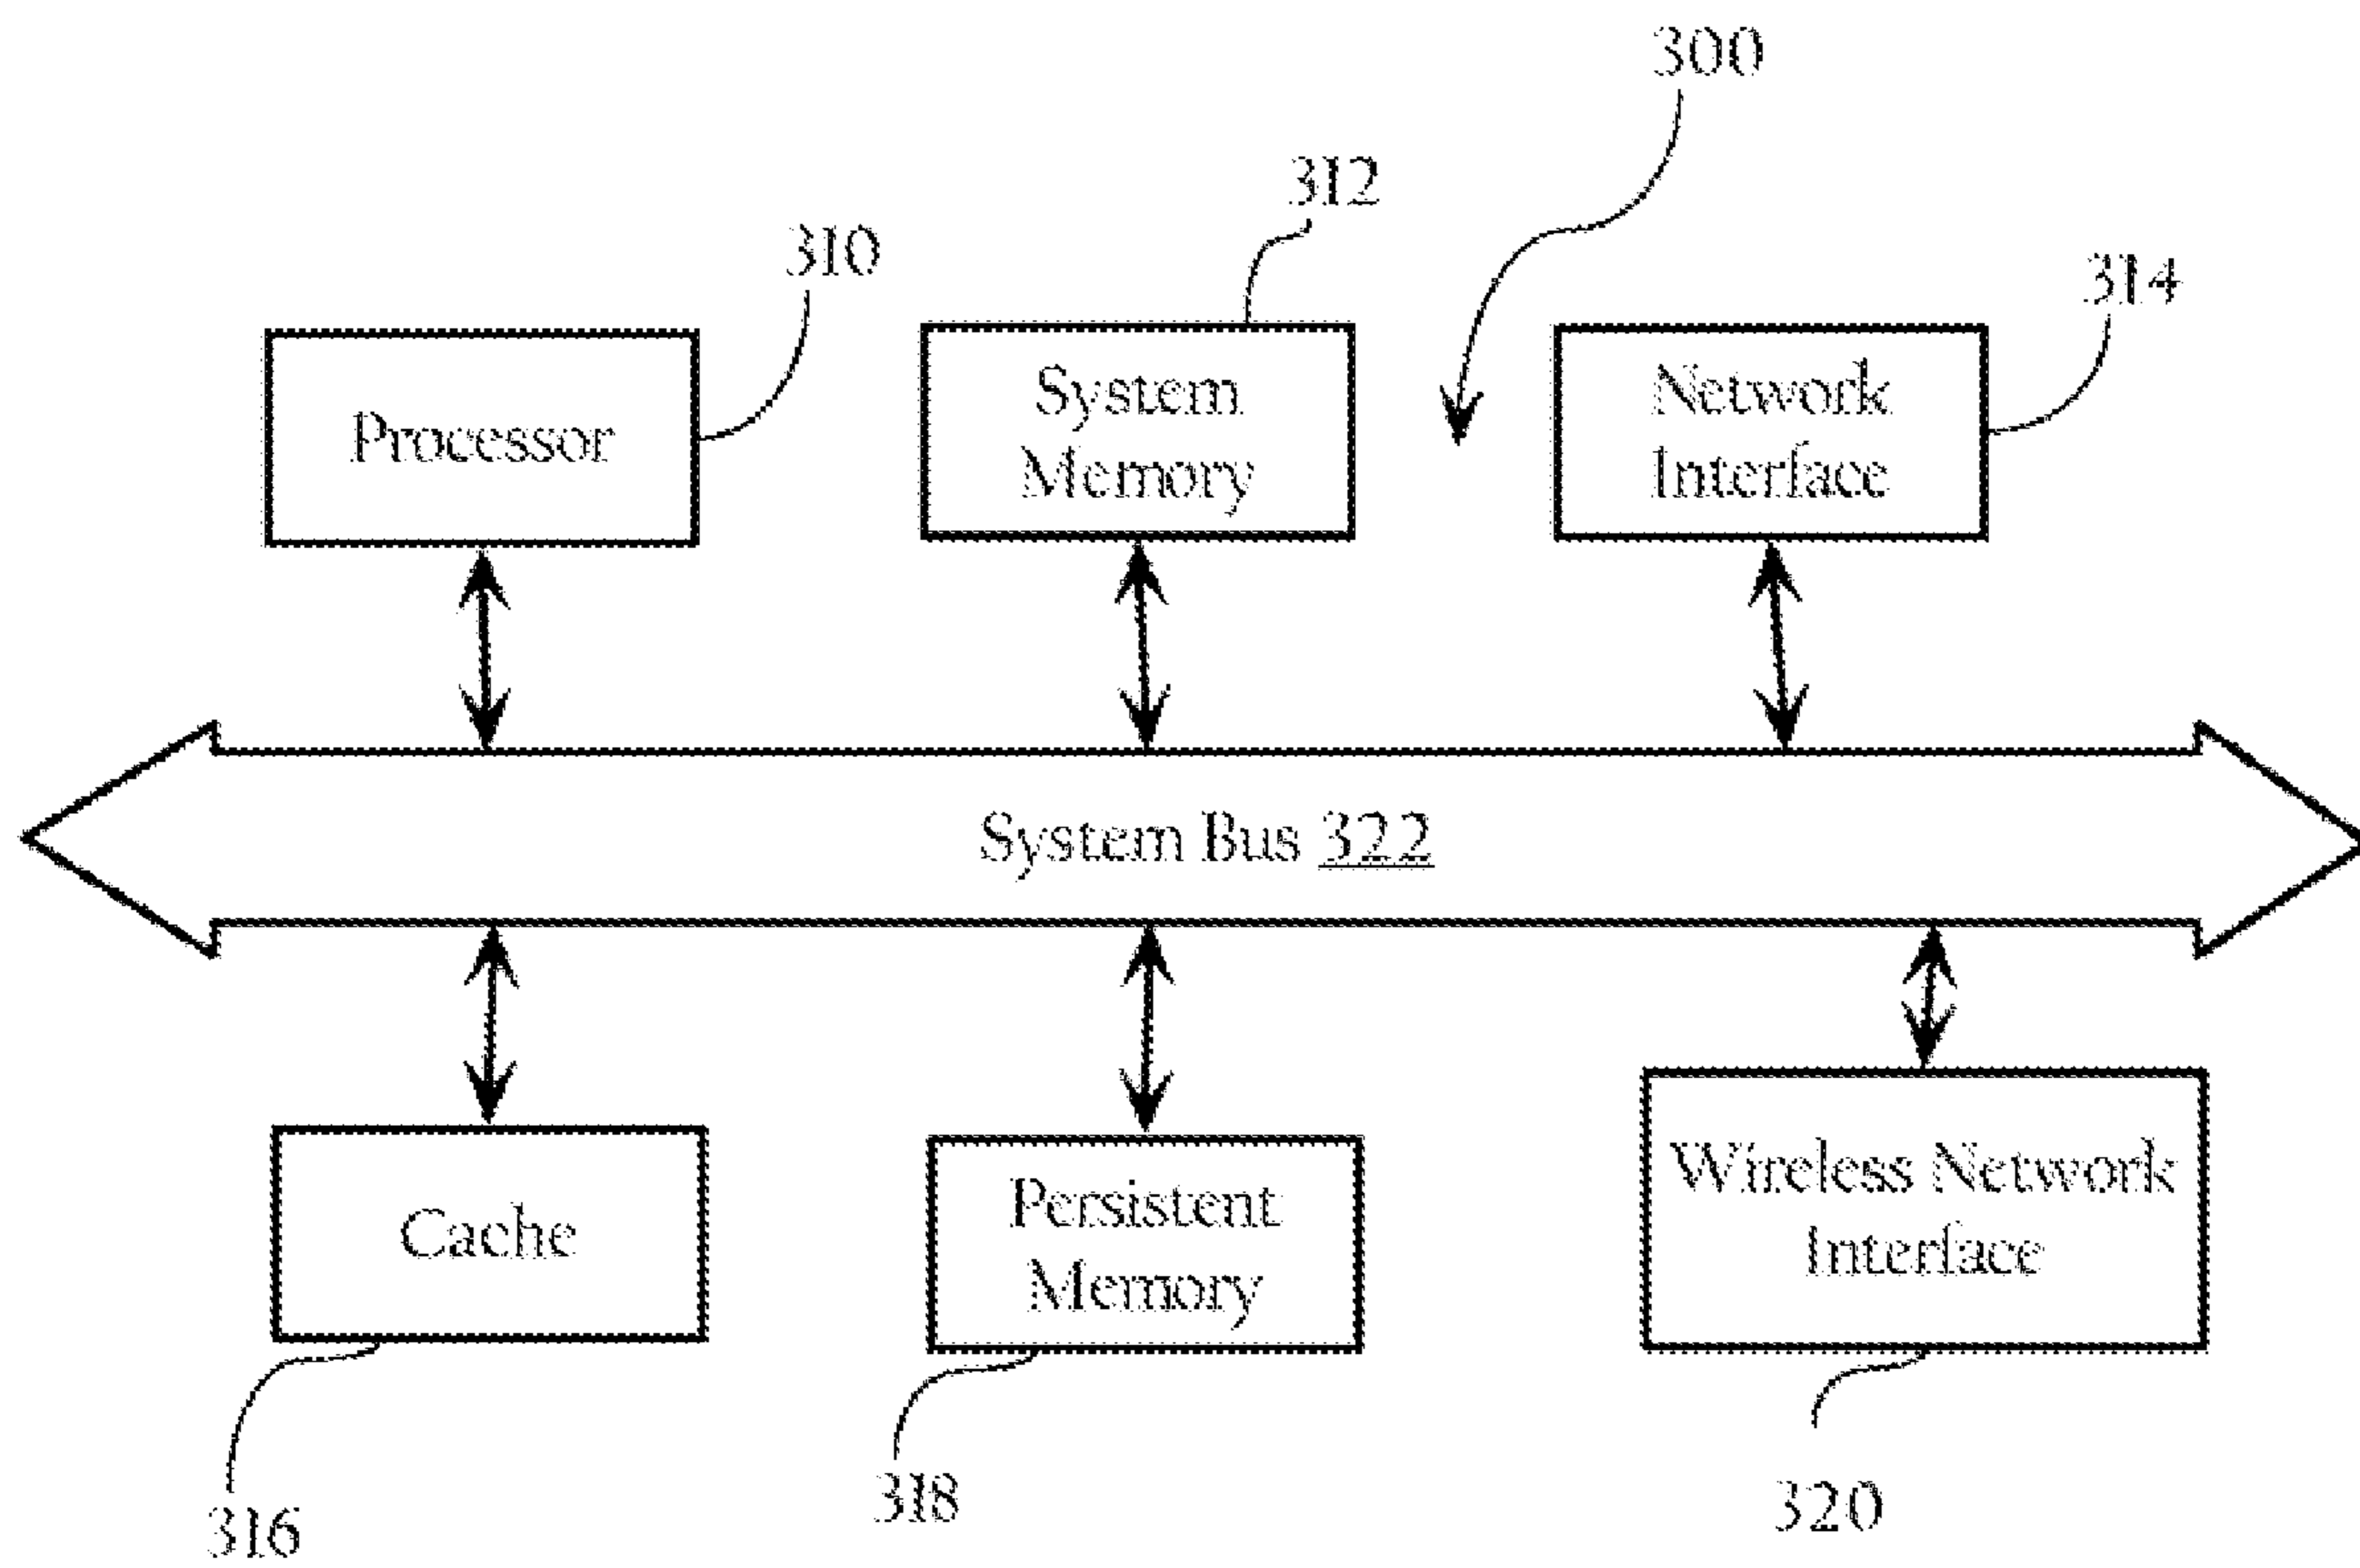 300
312
310
314
Processor
System
Memory
Network
Interface
System Bus 322
Cache
Persistent
Memory
Wireless Network
Interface
316
318
320